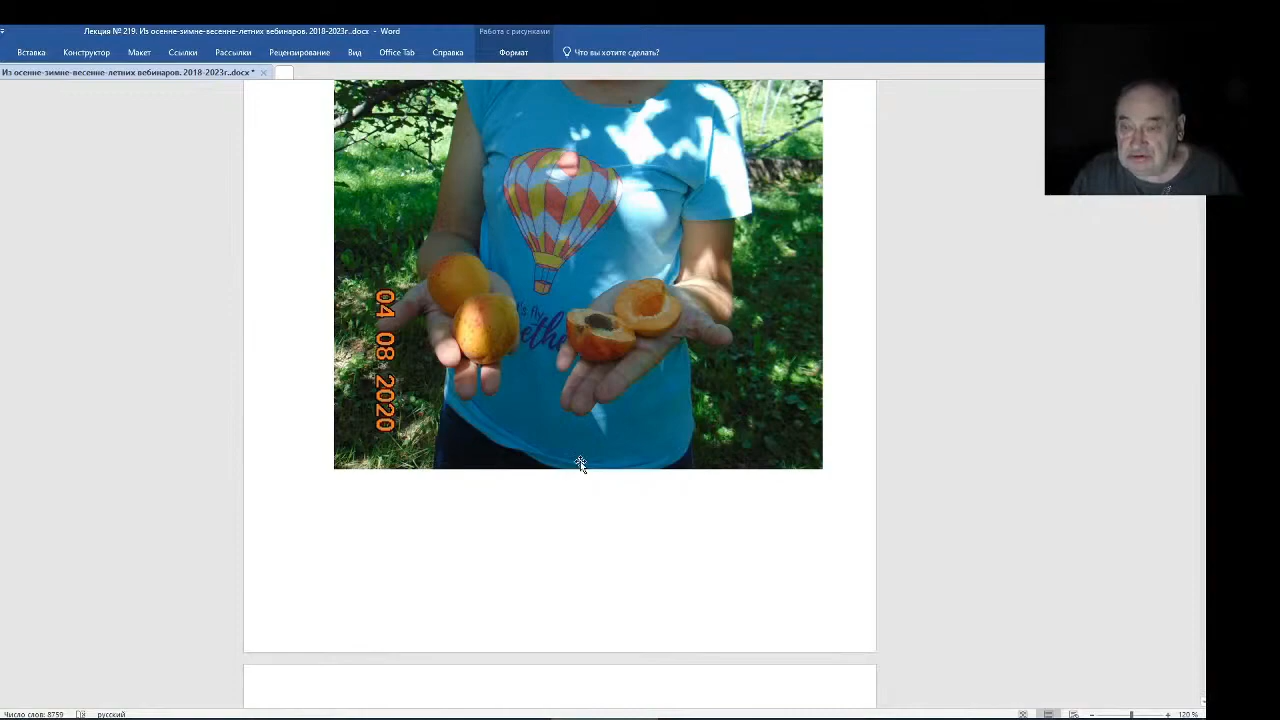 Лекция № 219. Из осенне-зимне-весенне-летних вебинаров. 2018-2023г..docx - Word
Работа с рисунками
Вставка Конструктор Макет Ссылки Рассылки Рецензирование Вид Office Tab Справка Формат Что вы хотите сделать?
Из осенне-зимне-весенне-летних вебинаров. 2018-2023г..docx *
04 08 2020
Число слов: 8759 русский 120 %